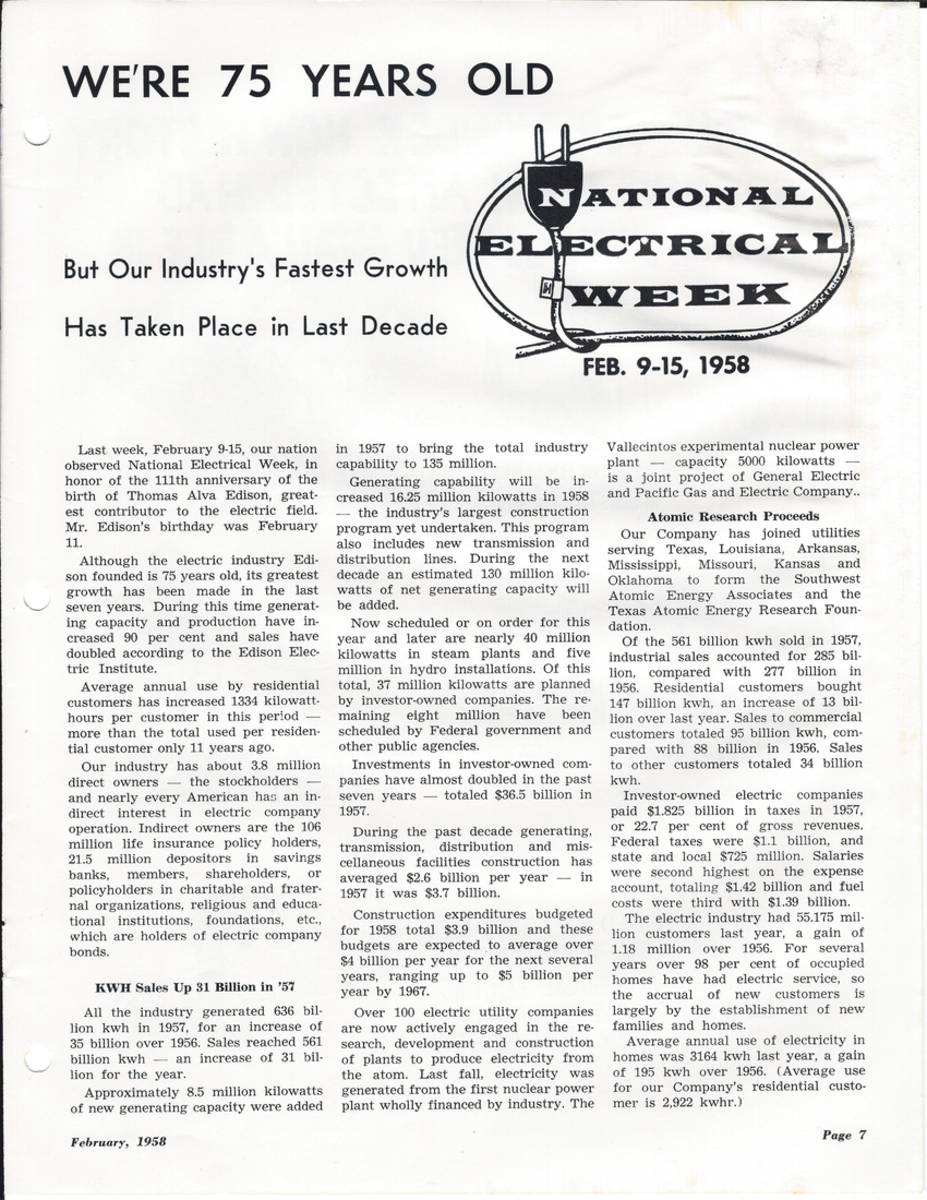 WE'RE 75 YEARS OLD
NATIONAL
ELECTRICAL
WEEK
FEB. 9-15, 1958
But Our Industry's Fastest Growth
Has Taken Place in Last Decade
Last week, February 9-15, our nation
observed National Electrical Week, in
honor of the 111th anniversary of the
birth of Thomas Alva Edison, great-
est contributor to the electric field.
Mr. Edison's birthday was February
11.
Although the electric industry Edi-
son founded is 75 years old, its greatest
growth has been made in the last
seven years. During this time generat-
ing capacity and production have in-
creased 90 per cent and sales have
doubled according to the Edison Elec-
tric Institute.
Average annual use by residential
customers has increased 1334 kilowatt-
hours per customer in this period —
more than the total used per residen-
tial customer only 11 years ago.
Our industry has about 3.8 million
direct owners — the stockholders —
and nearly every American has an in-
direct interest in electric company
operation. Indirect owners are the 106
million life insurance policy holders,
21.5 million depositors in savings
banks, members, shareholders, or
policyholders in charitable and frater-
nal organizations, religious and educa-
tional institutions, foundations, etc.,
which are holders of electric company
bonds.
KWH Sales Up 31 Billion in '57
All the industry generated 636 bil-
lion kwh in 1957, for an increase of
35 billion over 1956. Sales reached 561
billion kwh — an increase of 31 bil-
lion for the year.
Approximately 8.5 million kilowatts
of new generating capacity were added
in 1957 to bring the total industry
capability to 135 million.
Generating capability will be in-
creased 16.25 million kilowatts in 1958
— the industry's largest construction
program yet undertaken. This program
also includes new transmission and
distribution lines. During the next
decade an estimated 130 million kilo-
watts of net generating capacity will
be added.
Now scheduled or on order for this
year and later are nearly 40 million
kilowatts in steam plants and five
million in hydro installations. Of this
total, 37 million kilowatts are planned
by investor-owned companies. The re-
maining eight million have been
scheduled by Federal government and
other public agencies.
Investments in investor-owned com-
panies have almost doubled in the past
seven years — totaled $36.5 billion in
1957.
During the past decade generating,
transmission, distribution and mis-
cellaneous facilities construction has
averaged $2.6 billion per year — in
1957 it was $3.7 billion.
Construction expenditures budgeted
for 1958 total $3.9 billion and these
budgets are expected to average over
$4 billion per year for the next several
years, ranging up to $5 billion per
year by 1967.
Over 100 electric utility companies
are now actively engaged in the re-
search, development and construction
of plants to produce electricity from
the atom. Last fall, electricity was
generated from the first nuclear power
plant wholly financed by industry. The
Vallecintos experimental nuclear power
plant — capacity 5000 kilowatts —
is a joint project of General Electric
and Pacific Gas and Electric Company..
Atomic Research Proceeds
Our Company has joined utilities
serving Texas, Louisiana, Arkansas,
Mississippi, Missouri, Kansas and
Oklahoma to form the Southwest
Atomic Energy Associates and the
Texas Atomic Energy Research Foun-
dation.
Of the 561 billion kwh sold in 1957,
industrial sales accounted for 285 bil-
lion, compared with 277 billion in
1956. Residential customers bought
147 billion kwh, an increase of 13 bil-
lion over last year. Sales to commercial
customers totaled 95 billion kwh, com-
pared with 88 billion in 1956. Sales
to other customers totaled 34 billion
kwh.
Investor-owned electric companies
paid $1.825 billion in taxes in 1957,
or 22.7 per cent of gross revenues.
Federal taxes were $1.1 billion, and
state and local $725 million. Salaries
were second highest on the expense
account, totaling $1.42 billion and fuel
costs were third with $1.39 billion.
The electric industry had 55.175 mil-
lion customers last year, a gain of
1.18 million over 1956. For several
years over 98 per cent of occupied
homes have had electric service, so
the accrual of new customers is
largely by the establishment of new
families and homes.
Average annual use of electricity in
homes was 3164 kwh last year, a gain
of 195 kwh over 1956. (Average use
for our Company's residential custo-
mer is 2,922 kwhr.)
February, 1958
Page 7